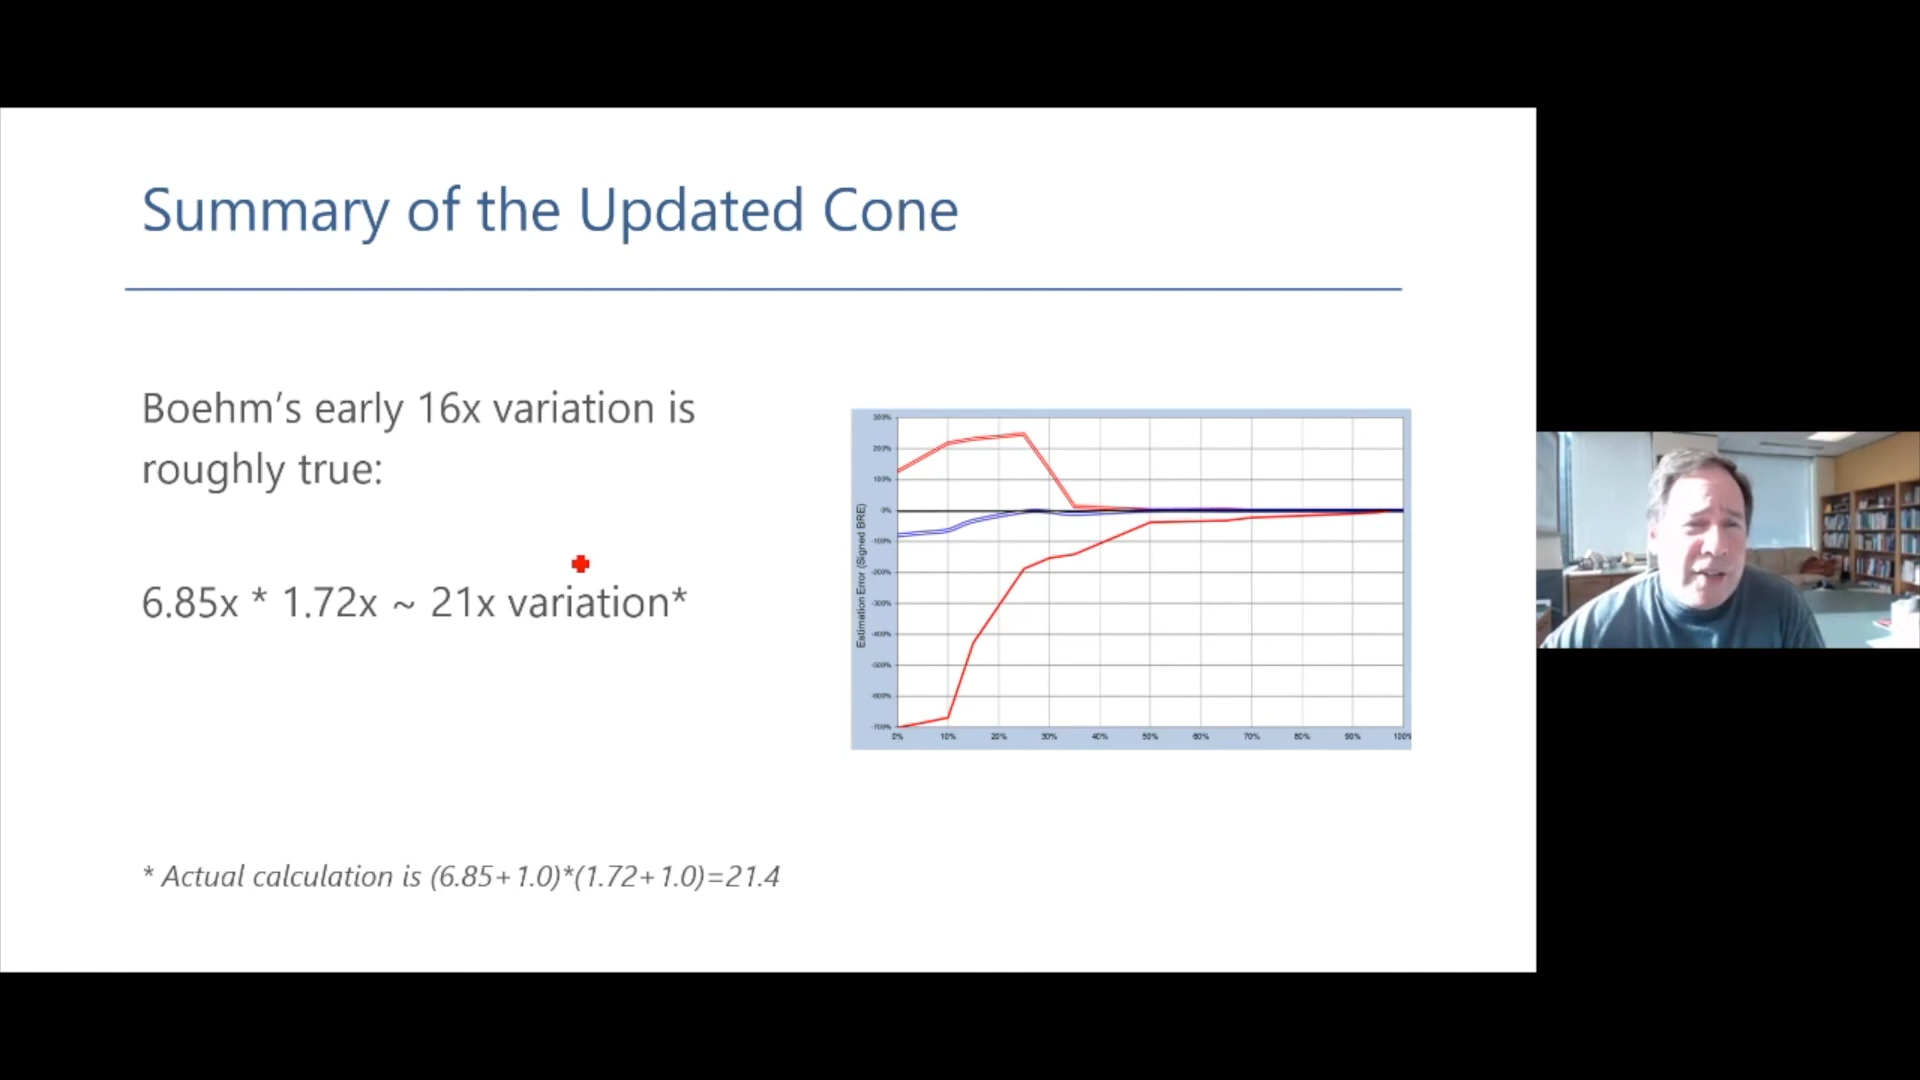 Summary of the Updated Cone
Boehm's early 16x variation is
roughly true:
6.85x * 1.72x ~ 21x variation*
* Actual calculation is (6.85+1.0)*(1.72+1.0)=21.4
Estimation Error (Signed BRE)
300%
200%
100%
0%
-100%
-200%
-300%
-400%
-500%
-600%
-700%
0% 10% 20% 30% 40% 50% 60% 70% 80% 90% 100%